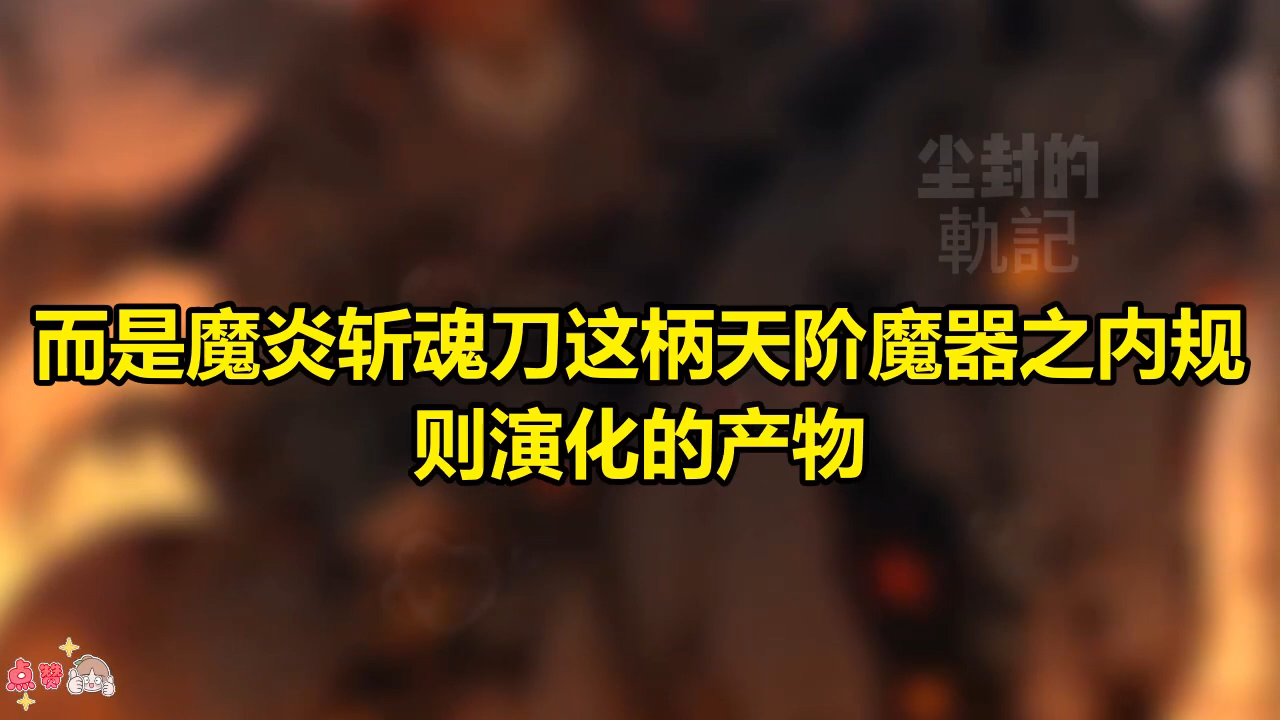 尘封的
軌記
而是魔炎斩魂刀这柄天阶魔器之内规
则演化的产物
点赞